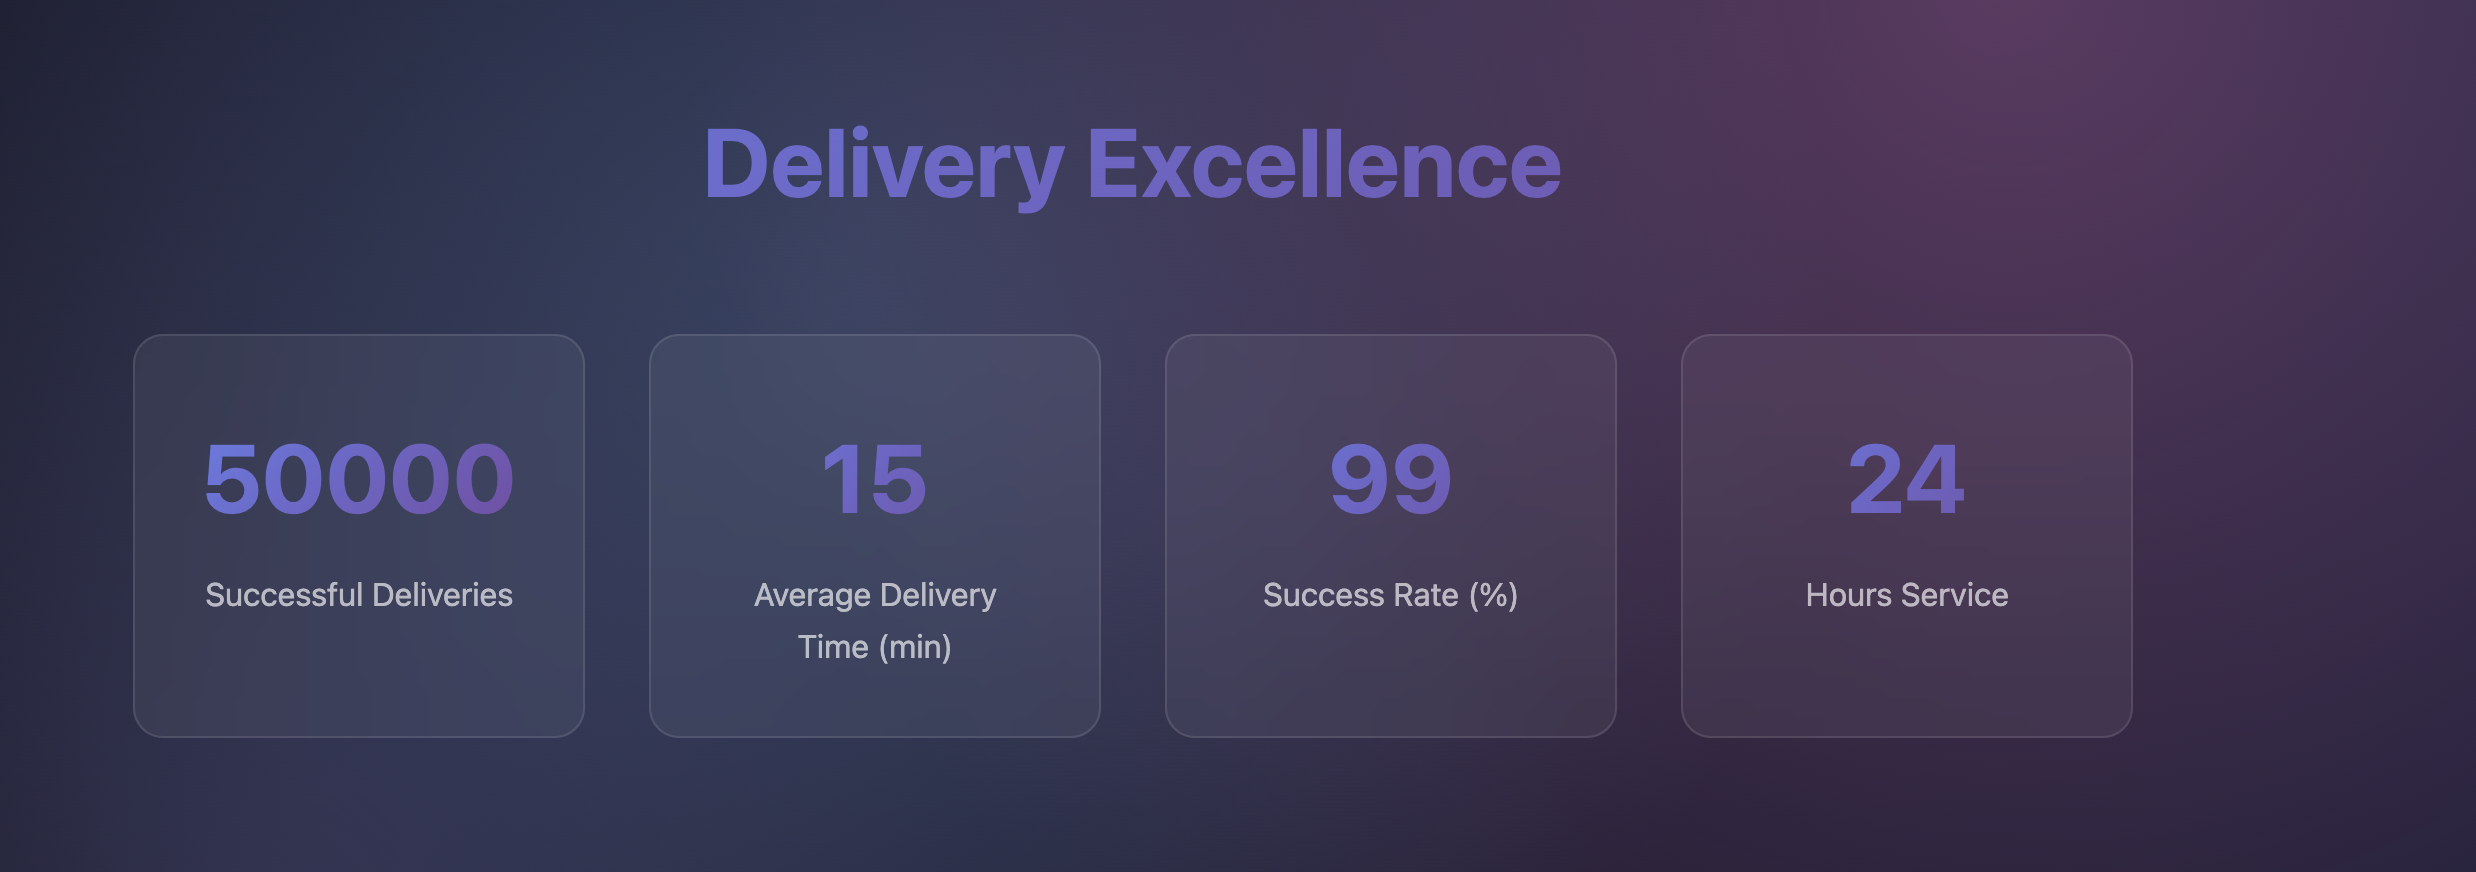 Delivery Excellence
50000
Successful Deliveries
15
Average Delivery
Time (min)
99
Success Rate (%)
24
Hours Service